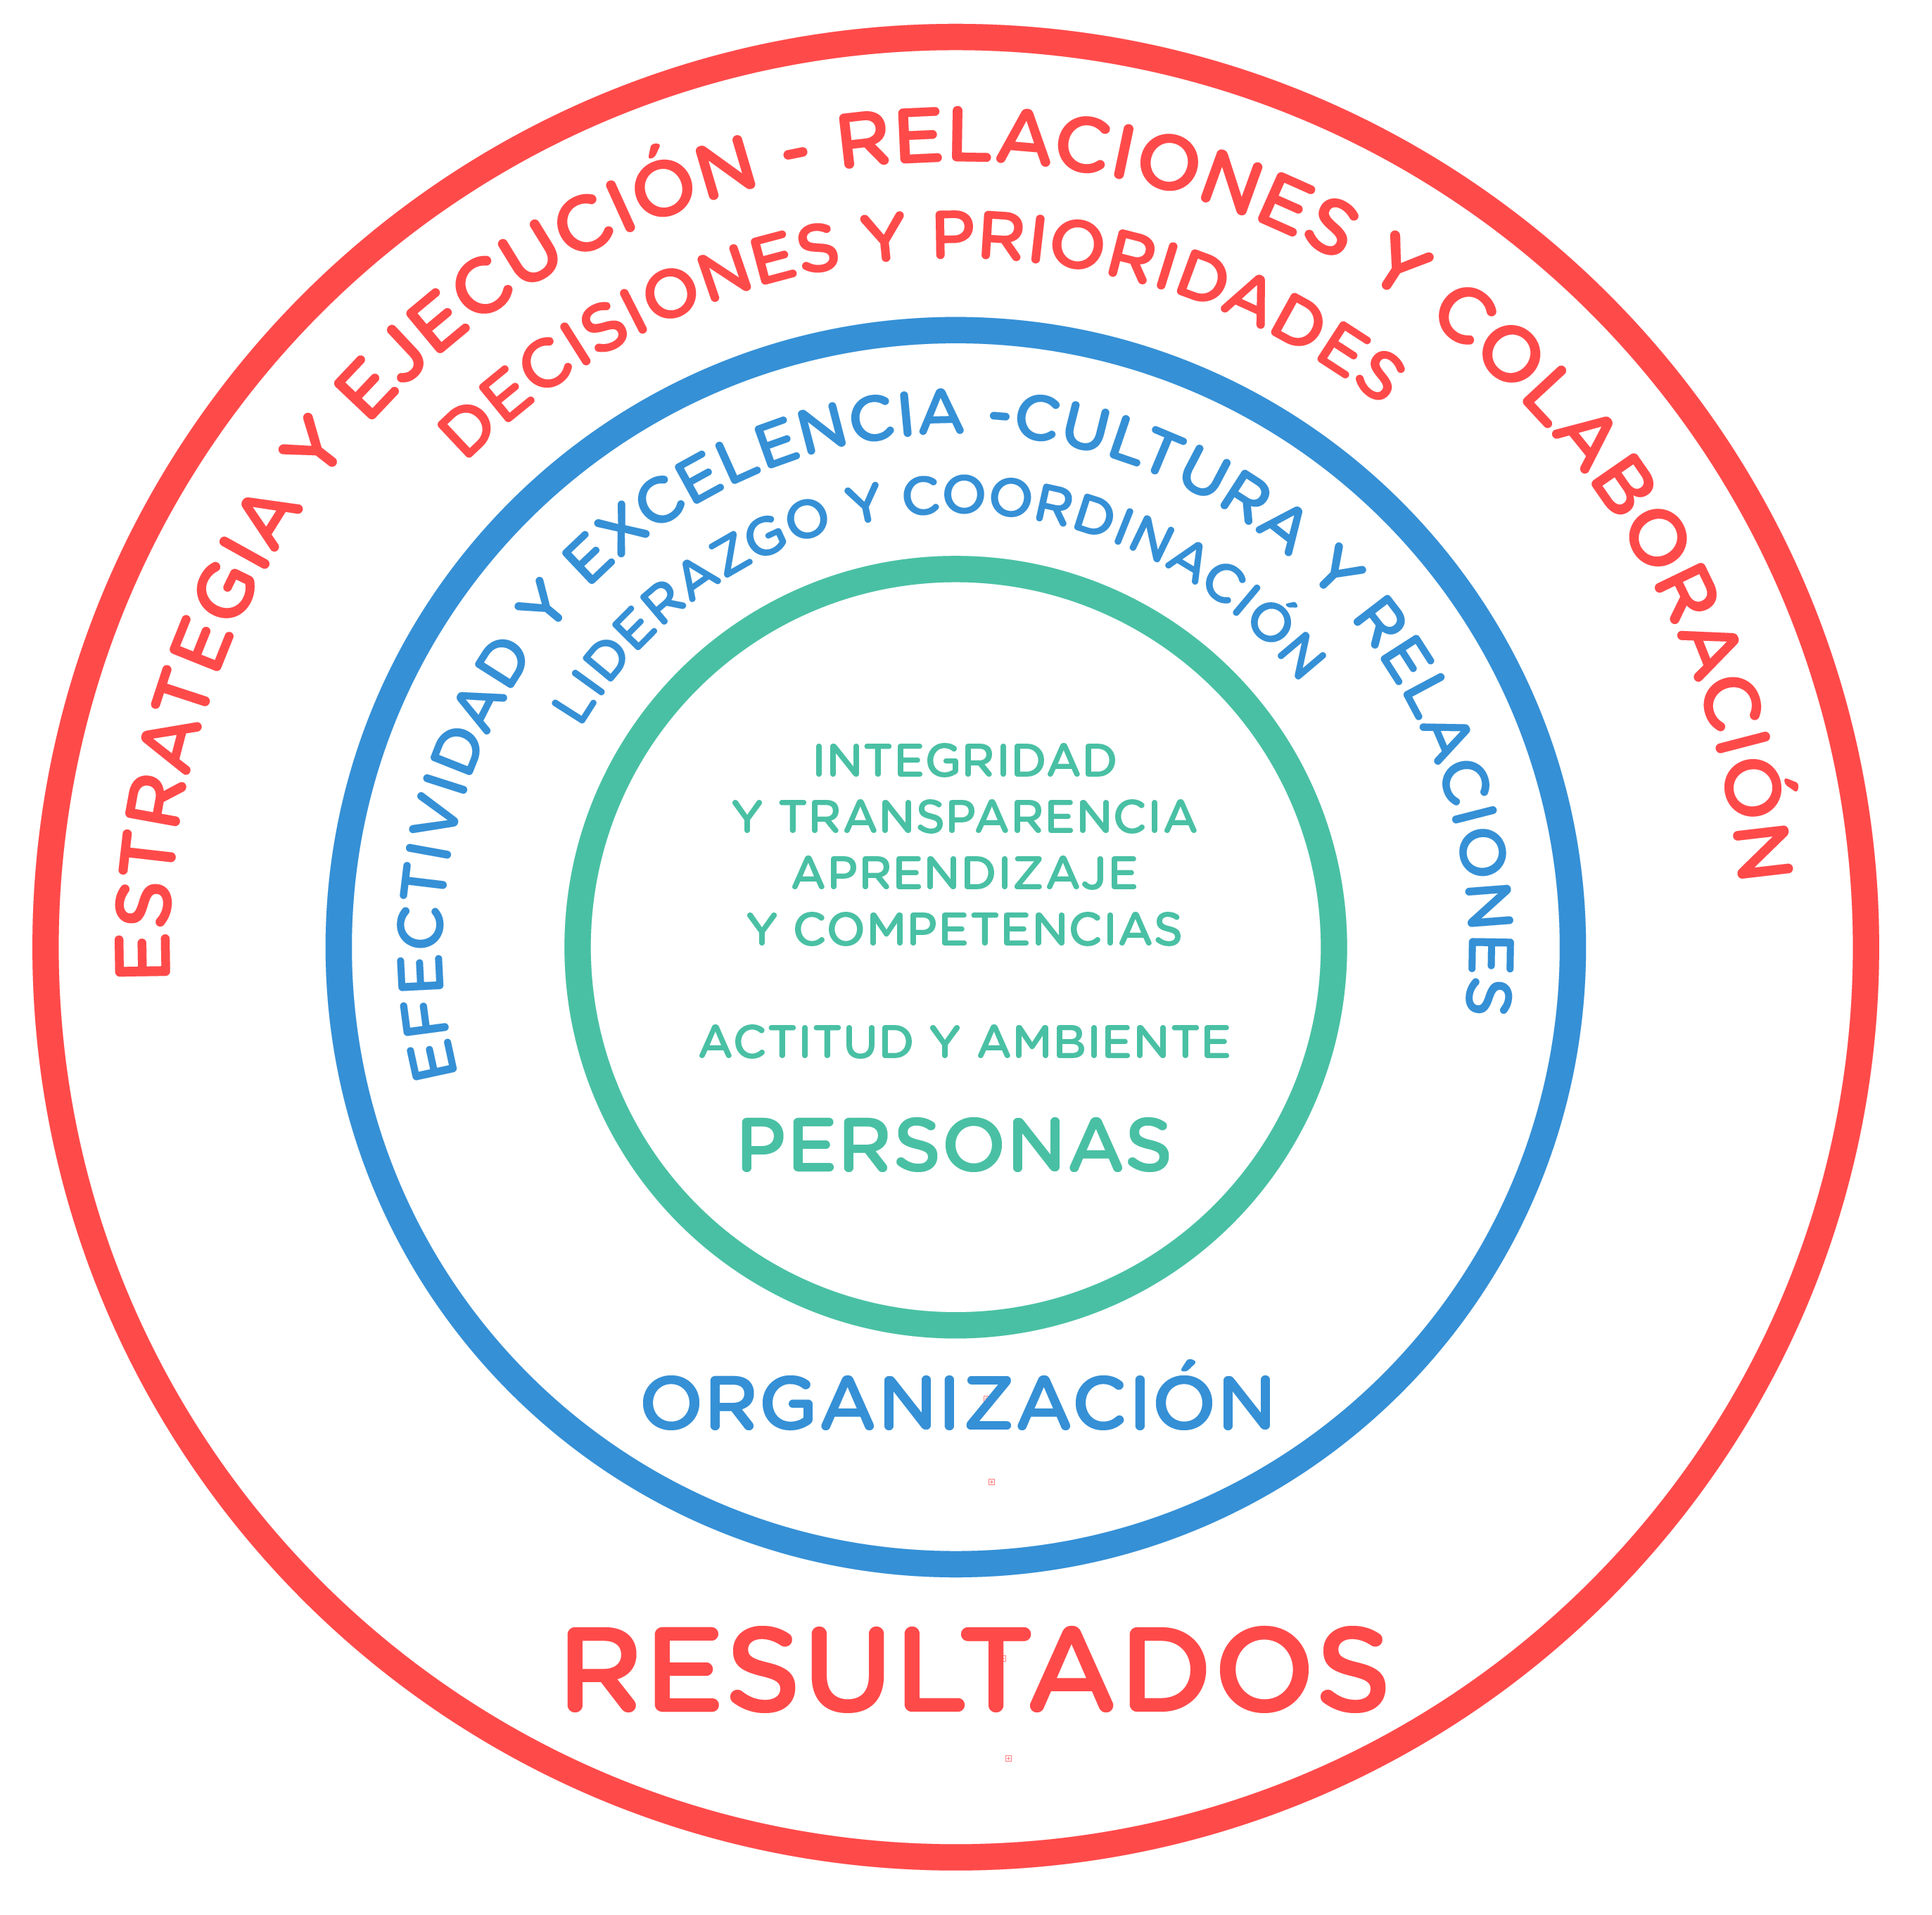 ESTRATEGIA Y EJECUCIÓN -- RELACIONES Y COLABORACIÓN
DECISIONES Y PRIORIDADES
EFECTIVIDAD Y EXCELENCIA -CULTURA Y RELACIONES
LIDERAZGO Y COORDINACIÓN
INTEGRIDAD
Y TRANSPARENCIA
APRENDIZAJE
Y COMPETENCIAS
ACTITUD Y AMBIENTE
PERSONAS
ORGANIZACIÓN
RESULTADOS